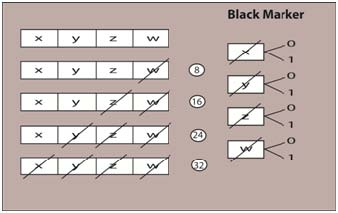 Black Marker
x y z w
x y z w 8
x y z w 16
x y z w 24
x y z w 32
x 0 1
y 0 1
z 0 1
w 0 1